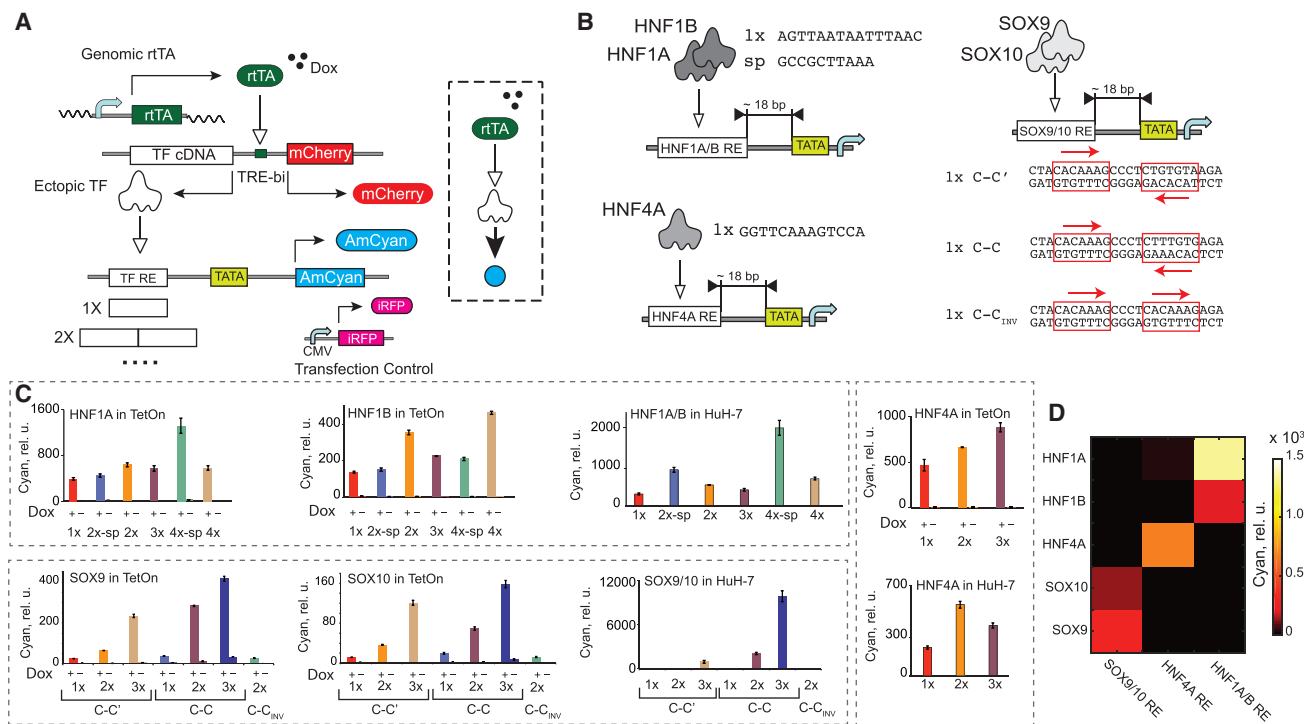 A
Genomic rtTA
rtTA
Dox
rtTA
TF cDNA
mCherry
TRE-bi
Ectopic TF
mCherry
AmCyan
TF RE
TATA
AmCyan
1X
2X
iRFP
CMV
iRFP
Transfection Control
rtTA
B
HNF1B
HNF1A
1x AGTTAATAATTTAAC
sp GCCGCTTAAA
~ 18 bp
HNF1A/B RE
TATA
HNF4A
1x GGTTCAAAGTCCA
~ 18 bp
HNF4A RE
TATA
SOX9
SOX10
~ 18 bp
SOX9/10 RE
TATA
1x C-C'
CTACACAAAGCCCTCTGTGTAAGA
GATGTGTTTCGGGAGACACATTCT
1x C-C
CTACACAAAGCCCTCTTTGTGAGA
GATGTGTTTCGGGAGAAACACTCT
1x C-CINV
CTACACAAAGCCCTCACAAAGAGA
GATGTGTTTCGGGAGTGTTTCTCT
C
HNF1A in TetOn
Cyan, rel. u.
1600
800
0
Dox + - + - + - + - + - + -
1x 2x-sp 2x 3x 4x-sp 4x
HNF1B in TetOn
Cyan, rel. u.
400
200
0
Dox + - + - + - + - + - + -
1x 2x-sp 2x 3x 4x-sp 4x
HNF1A/B in HuH-7
Cyan, rel. u.
2000
1000
0
1x 2x-sp 2x 3x 4x-sp 4x
HNF4A in TetOn
Cyan, rel. u.
1000
500
0
Dox + - + - + -
1x 2x 3x
SOX9 in TetOn
Cyan, rel. u.
400
200
0
Dox + - + - + - + - + - + - + -
1x 2x 3x 1x 2x 3x 2x
C-C' C-C C-CINV
SOX10 in TetOn
Cyan, rel. u.
160
80
0
Dox + - + - + - + - + - + - + -
1x 2x 3x 1x 2x 3x 2x
C-C' C-C C-CINV
SOX9/10 in HuH-7
Cyan, rel. u.
12000
6000
0
1x 2x 3x 1x 2x 3x 2x
C-C' C-C C-CINV
HNF4A in HuH-7
Cyan, rel. u.
700
300
0
1x 2x 3x
D
HNF1A
HNF1B
HNF4A
SOX10
SOX9
SOX9/10 RE
HNF4A RE
HNF1A/B RE
x 10³
1.5
1.0
0.5
0
Cyan, rel. u.